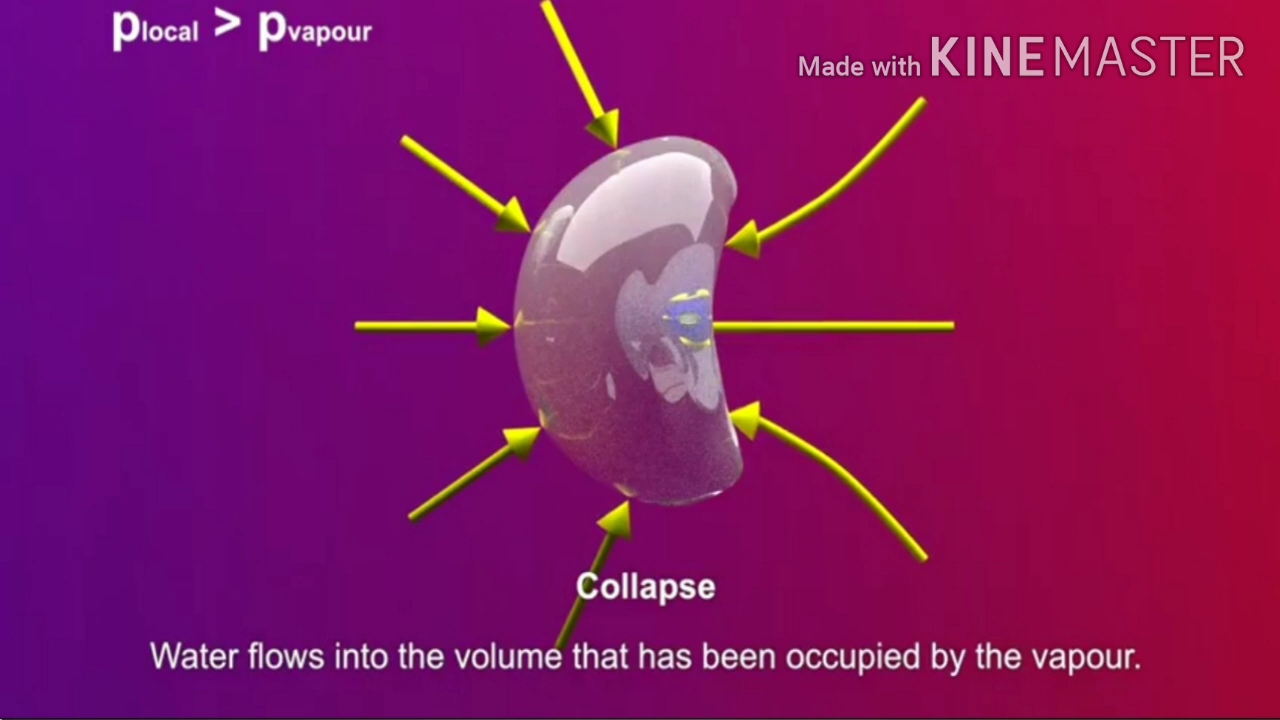 plocal > pvapour
Made with KINEMASTER
Collapse
Water flows into the volume that has been occupied by the vapour.